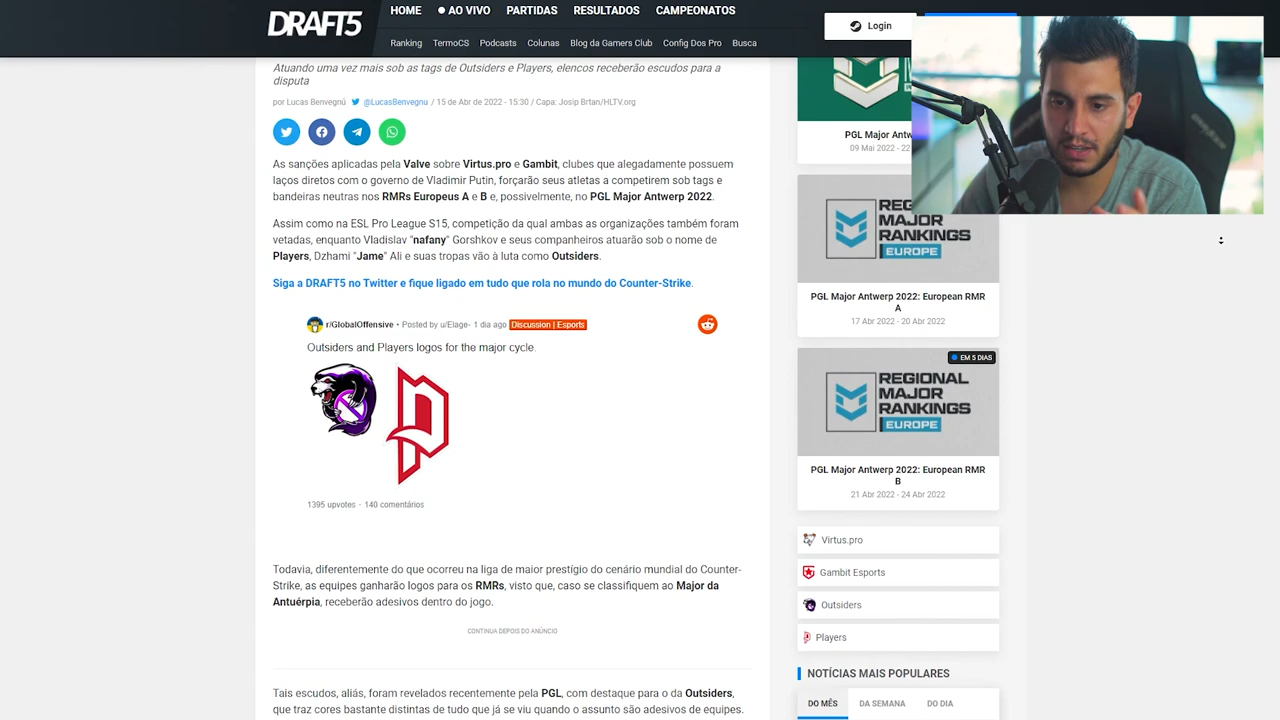 DRAFT5
HOME
AO VIVO
PARTIDAS
RESULTADOS
CAMPEONATOS
Ranking
TermoCS
Podcasts
Colunas
Blog da Gamers Club
Config Dos Pro
Busca
Login
Atuando uma vez mais sob as tags de Outsiders e Players, elencos receberão escudos para a
disputa
por Lucas Benvegnú @LucasBenvegnu / 15 de Abr de 2022 - 15:30 / Capa: Josip Brtan/HLTV.org
As sanções aplicadas pela Valve sobre Virtus.pro e Gambit, clubes que alegadamente possuem
laços diretos com o governo de Vladimir Putin, forçarão seus atletas a competirem sob tags e
bandeiras neutras nos RMRs Europeus A e B e, possivelmente, no PGL Major Antwerp 2022.
Assim como na ESL Pro League S15, competição da qual ambas as organizações também foram
vetadas, enquanto Vladislav "nafany" Gorshkov e seus companheiros atuarão sob o nome de
Players, Dzhami "Jame" Ali e suas tropas vão à luta como Outsiders.
Siga a DRAFT5 no Twitter e fique ligado em tudo que rola no mundo do Counter-Strike.
r/GlobalOffensive • Posted by u/Elage- 1 dia ago Discussion | Esports
Outsiders and Players logos for the major cycle.
1395 upvotes · 140 comentários
Todavia, diferentemente do que ocorreu na liga de maior prestígio do cenário mundial do Counter-
Strike, as equipes ganharão logos para os RMRs, visto que, caso se classifiquem ao Major da
Antuérpia, receberão adesivos dentro do jogo.
CONTINUA DEPOIS DO ANÚNCIO
Tais escudos, aliás, foram revelados recentemente pela PGL, com destaque para o da Outsiders,
que traz cores bastante distintas de tudo que já se viu quando o assunto são adesivos de equipes.
PGL Major
09 Mai 2022 - 22
REGIONAL
MAJOR
RANKINGS
EUROPE
PGL Major Antwerp 2022: European RMR
A
17 Abr 2022 - 20 Abr 2022
EM 5 DIAS
REGIONAL
MAJOR
RANKINGS
EUROPE
PGL Major Antwerp 2022: European RMR
B
21 Abr 2022 - 24 Abr 2022
Virtus.pro
Gambit Esports
Outsiders
Players
NOTÍCIAS MAIS POPULARES
DO MÊS
DA SEMANA
DO DIA